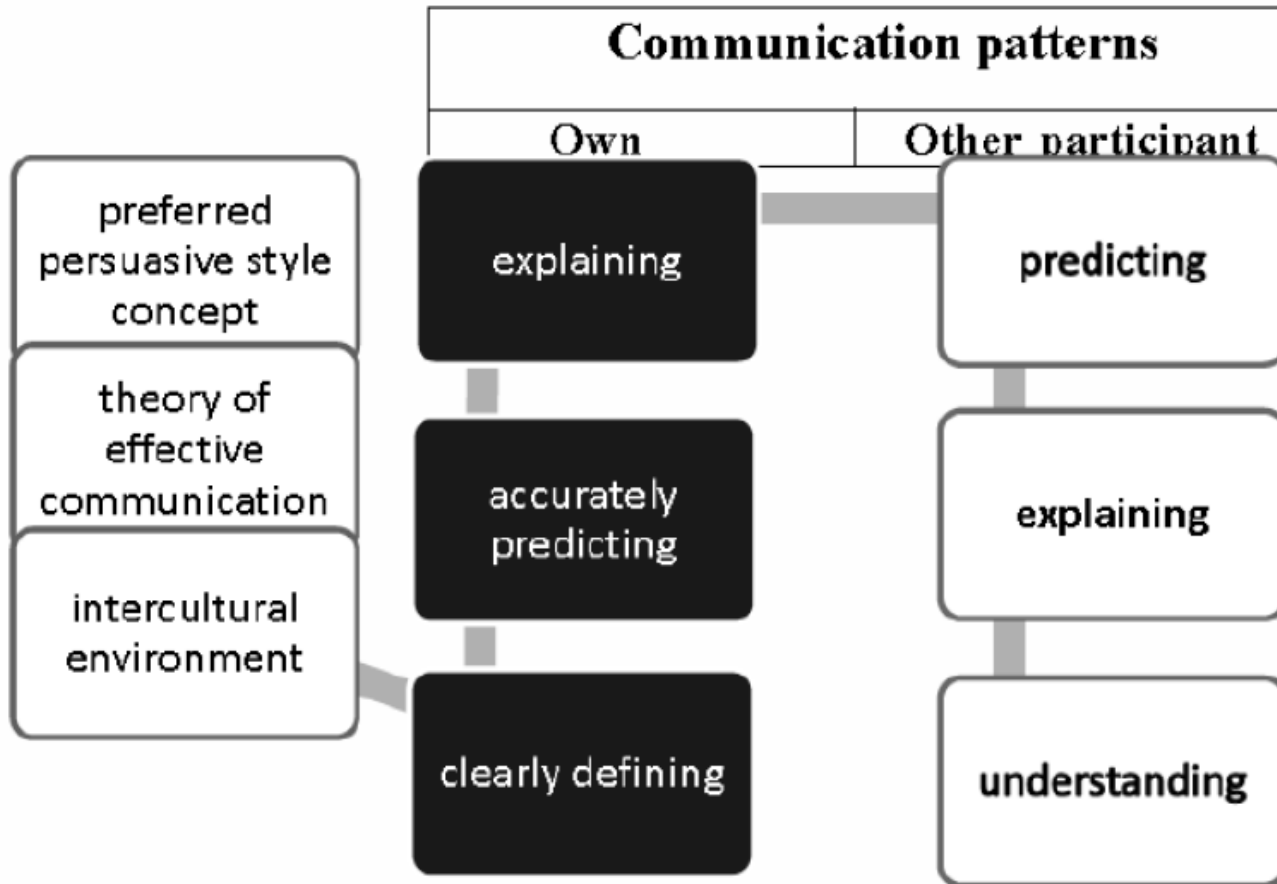 Communication patterns
Own
Other participant
preferred
persuasive style
concept
theory of
effective
communication
intercultural
environment
explaining
accurately
predicting
clearly defining
predicting
explaining
understanding